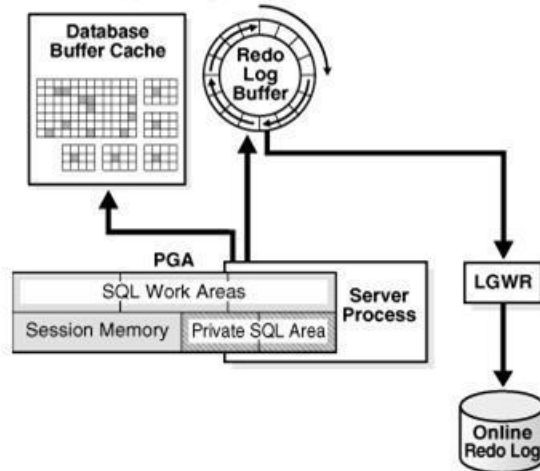 Database
Buffer Cache
Redo
Log
Buffer
PGA
SQL Work Areas
Session Memory
Private SQL Area
Server
Process
LGWR
Online
Redo Log